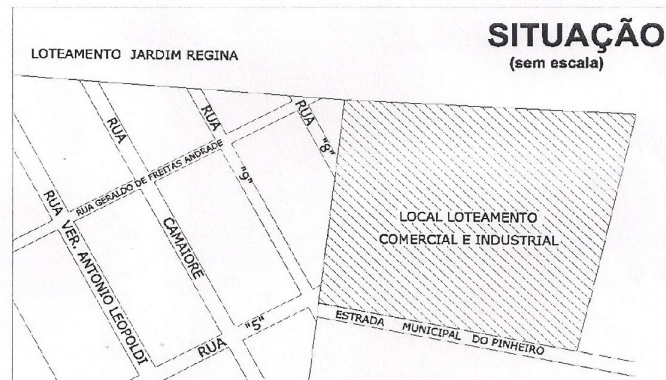 SITUAÇÃO
(sem escala)
LOTEAMENTO JARDIM REGINA
RUA
RUA
RUA
"8"
"9"
RUA GERALDO DE FREITAS ANDRADE
RUA VER. ANTONIO LEOPOLDI
CAMAIORE
LOCAL LOTEAMENTO
COMERCIAL E INDUSTRIAL
RUA "5"
ESTRADA MUNICIPAL DO PINHEIRO